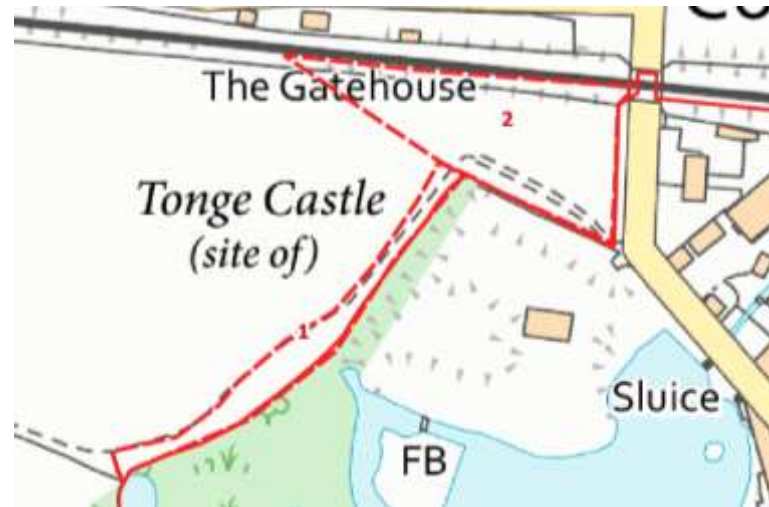 The Gatehouse
2
Tonge Castle
(site of)
1
Sluice
FB